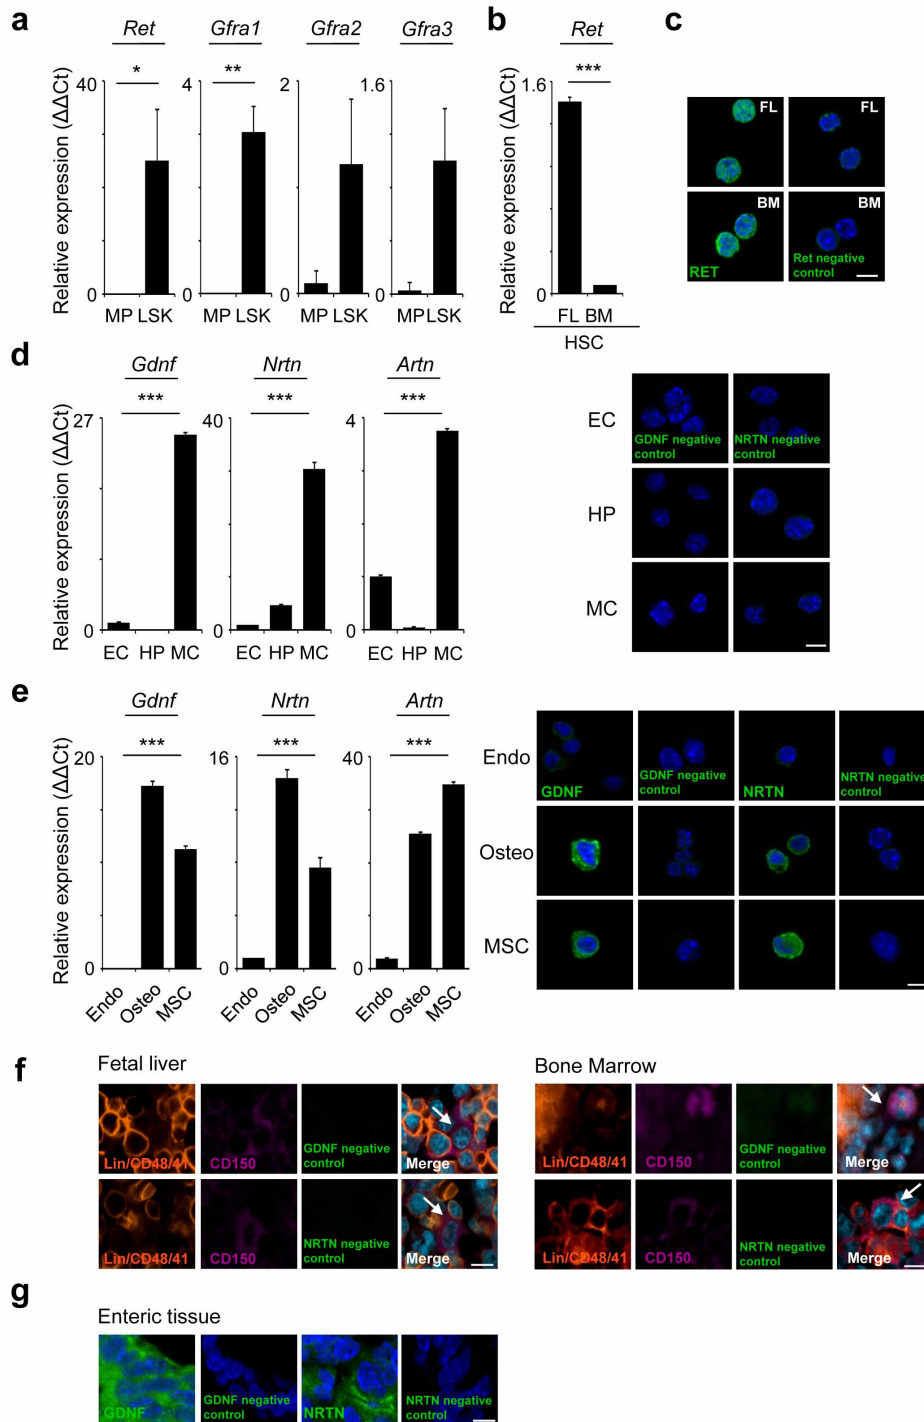 a
Ret
Gfra1
Gfra2
Gfra3
Relative expression (ΔΔCt)
*
**
40
0
4
0
2
0
1.6
0
MP LSK
MP LSK
MP LSK
MP LSK
b
Ret
Relative expression (ΔΔCt)
***
1.6
0
FL BM
HSC
c
FL
FL
BM
BM
RET
Ret negative
control
d
Gdnf
Nrtn
Artn
Relative expression (ΔΔCt)
***
***
***
27
0
40
0
4
0
EC HP MC
EC HP MC
EC HP MC
EC
GDNF negative
control
NRTN negative
control
HP
MC
e
Gdnf
Nrtn
Artn
Relative expression (ΔΔCt)
***
***
***
20
0
16
0
40
0
Endo
Osteo
MSC
Endo
Osteo
MSC
Endo
Osteo
MSC
Endo
GDNF
GDNF negative
control
NRTN
NRTN negative
control
Osteo
MSC
f
Fetal liver
Lin/CD48/41
CD150
GDNF negative
control
Merge
Lin/CD48/41
CD150
NRTN negative
control
Merge
Bone Marrow
Lin/CD48/41
CD150
GDNF negative
control
Merge
Lin/CD48/41
CD150
NRTN negative
control
Merge
g
Enteric tissue
GDNF
GDNF negative
control
NRTN
NRTN negative
control